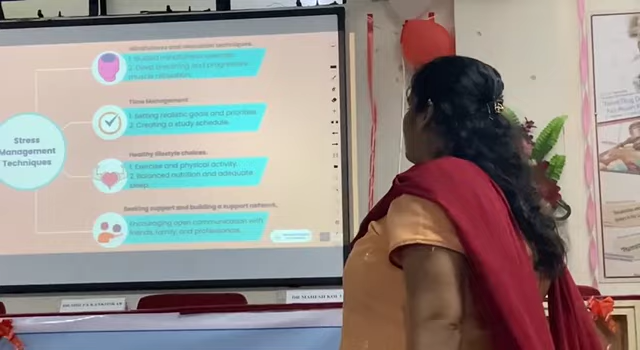 Mindfulness and relaxation techniques.
1. Guided mindfulness exercise.
2. Deep breathing and progressive
muscle relaxation.
Time Management
1. Setting realistic goals and priorities.
2. Creating a study schedule.
Stress
Management
Techniques
Healthy lifestyle choices.
1. Exercise and physical activity.
2. Balanced nutrition and adequate
sleep.
Seeking support and building a support network.
Encouraging open communication with
friends, family, and professionals.